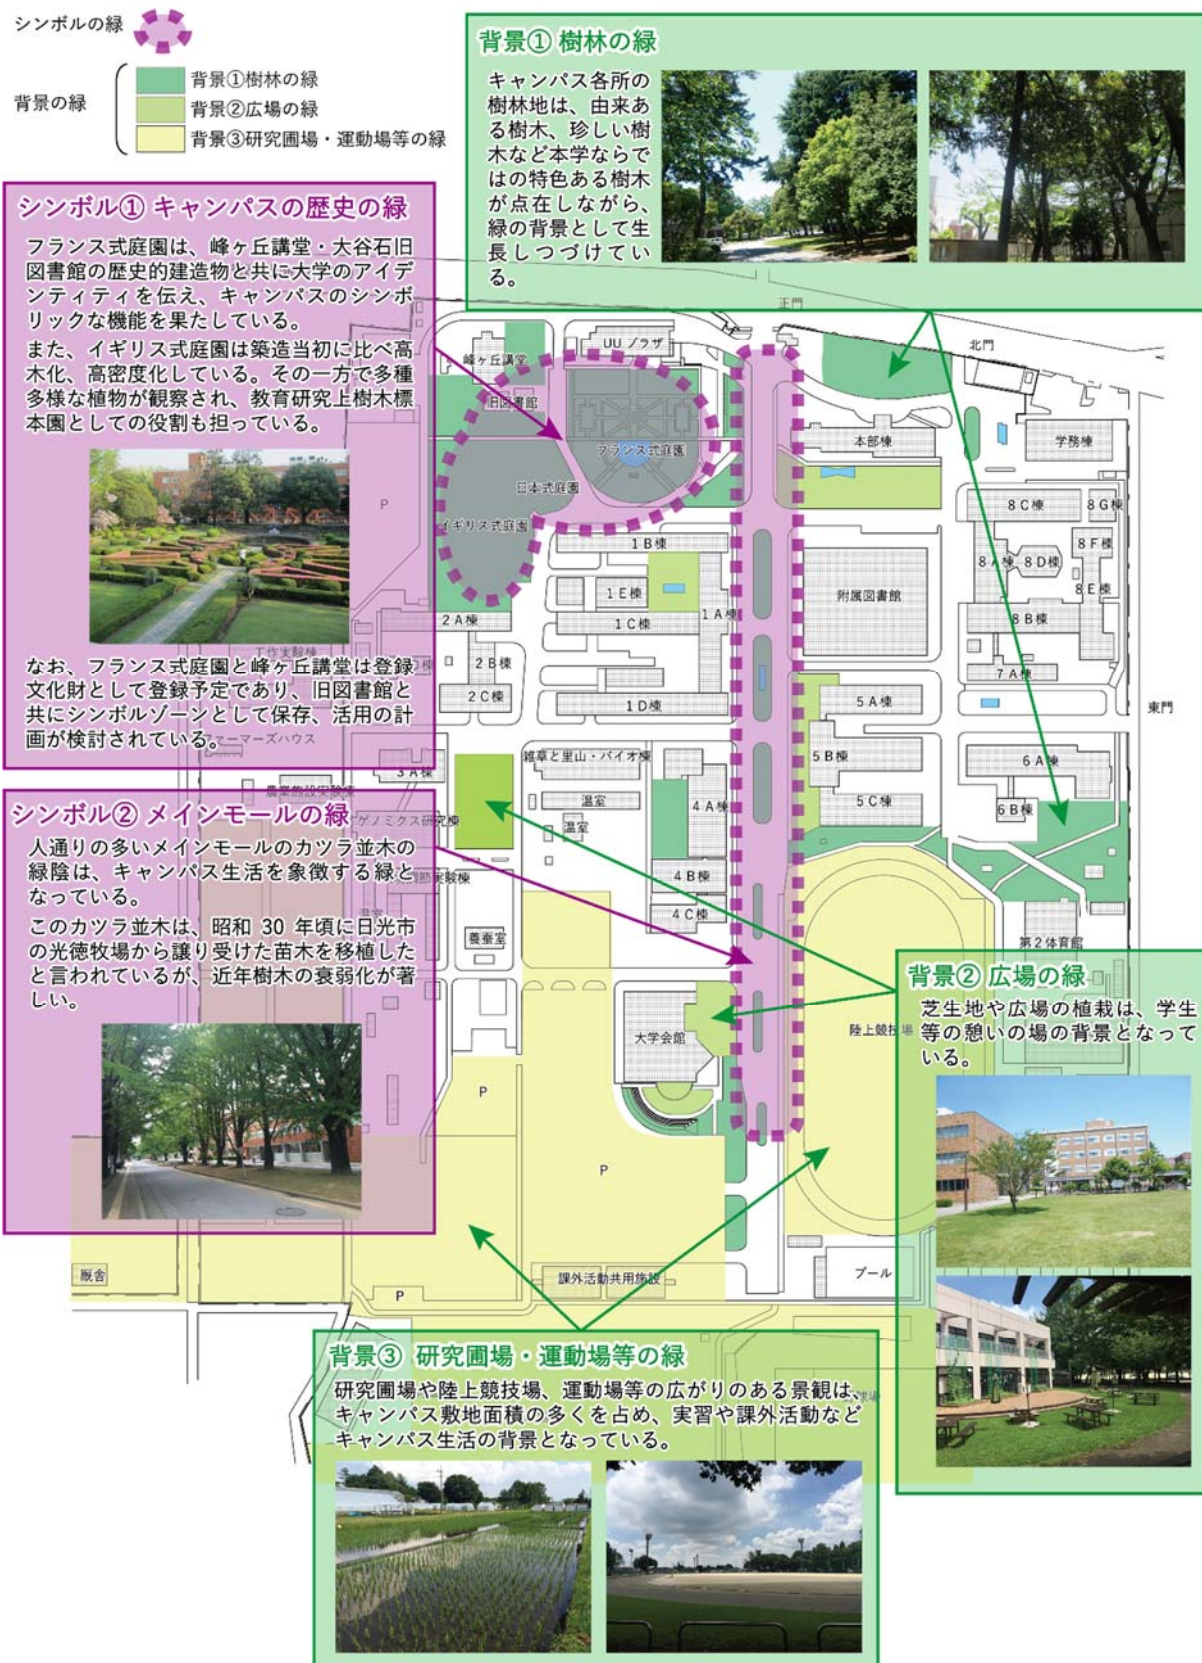 シンボルの緑
背景の緑
背景①樹林の緑
背景②広場の緑
背景③研究圃場・運動場等の緑
背景① 樹林の緑
キャンパス各所の
樹林地は、由来あ
る樹木、珍しい樹
木など本学ならで
はの特色ある樹木
が点在しながら、
緑の背景として生
長しつづけてい
る。
シンボル① キャンパスの歴史の緑
フランス式庭園は、峰ヶ丘講堂・大谷石旧
図書館の歴史的建造物と共に大学のアイデ
ンティティを伝え、キャンパスのシンボ
リックな機能を果たしている。
また、イギリス式庭園は築造当初に比べ高
木化、高密度化している。その一方で多種
多様な植物が観察され、教育研究上樹木標
本園としての役割も担っている。
なお、フランス式庭園と峰ヶ丘講堂は登録
文化財として登録予定であり、旧図書館と
共にシンボルゾーンとして保存、活用の計
画が検討されている。
シンボル② メインモールの緑
人通りの多いメインモールのカツラ並木の
緑陰は、キャンパス生活を象徴する緑と
なっている。
このカツラ並木は、昭和 30 年頃に日光市
の光徳牧場から譲り受けた苗木を移植した
と言われているが、近年樹木の衰弱化が著
しい。
正門
北門
峰ヶ丘講堂
UU プラザ
旧図書館
フランス式庭園
日本式庭園
イギリス式庭園
本部棟
学務棟
P
1 B棟
1 E棟
1 C棟
1 A棟
1 D棟
附属図書館
8 C棟
8 G棟
8 F棟
8 A棟
8 D棟
8 E棟
8 B棟
7 A棟
東門
2 A棟
2 B棟
2 C棟
工作実験棟
ファーマーズハウス
3 A棟
雑草と里山・バイオ棟
温室
温室
4 A棟
4 B棟
4 C棟
5 A棟
5 B棟
5 C棟
6 A棟
6 B棟
ゲノミクス研究棟
養蚕室
第2体育館
大学会館
陸上競技場
P
P
P
厩舎
課外活動共用施設
プール
背景② 広場の緑
芝生地や広場の植栽は、学生
等の憩いの場の背景となって
いる。
背景③ 研究圃場・運動場等の緑
研究圃場や陸上競技場、運動場等の広がりのある景観は、
キャンパス敷地面積の多くを占め、実習や課外活動など
キャンパス生活の背景となっている。